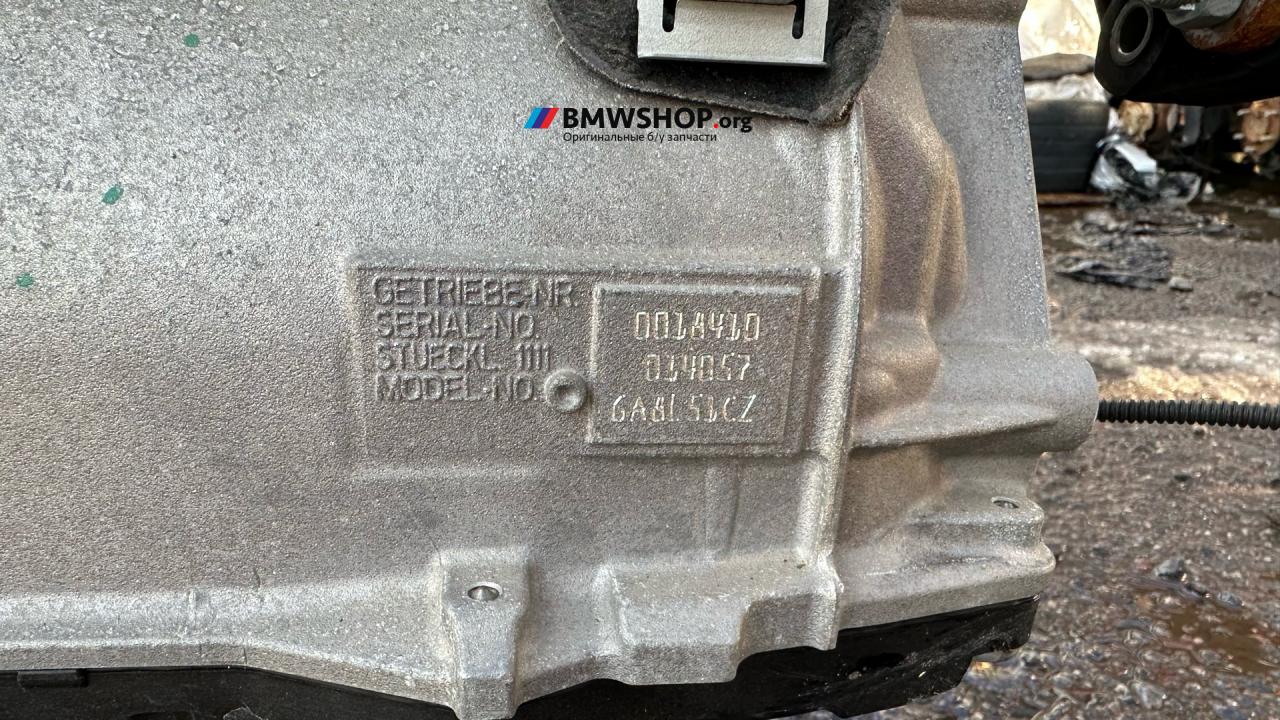 BMWSHOP.org
Оригинальные б/у запчасти
GETRIEBE-NR.
SERIAL-NO.
STUECKL. 1111
MODEL-NO.
0018410
014057
6A8L51CZ